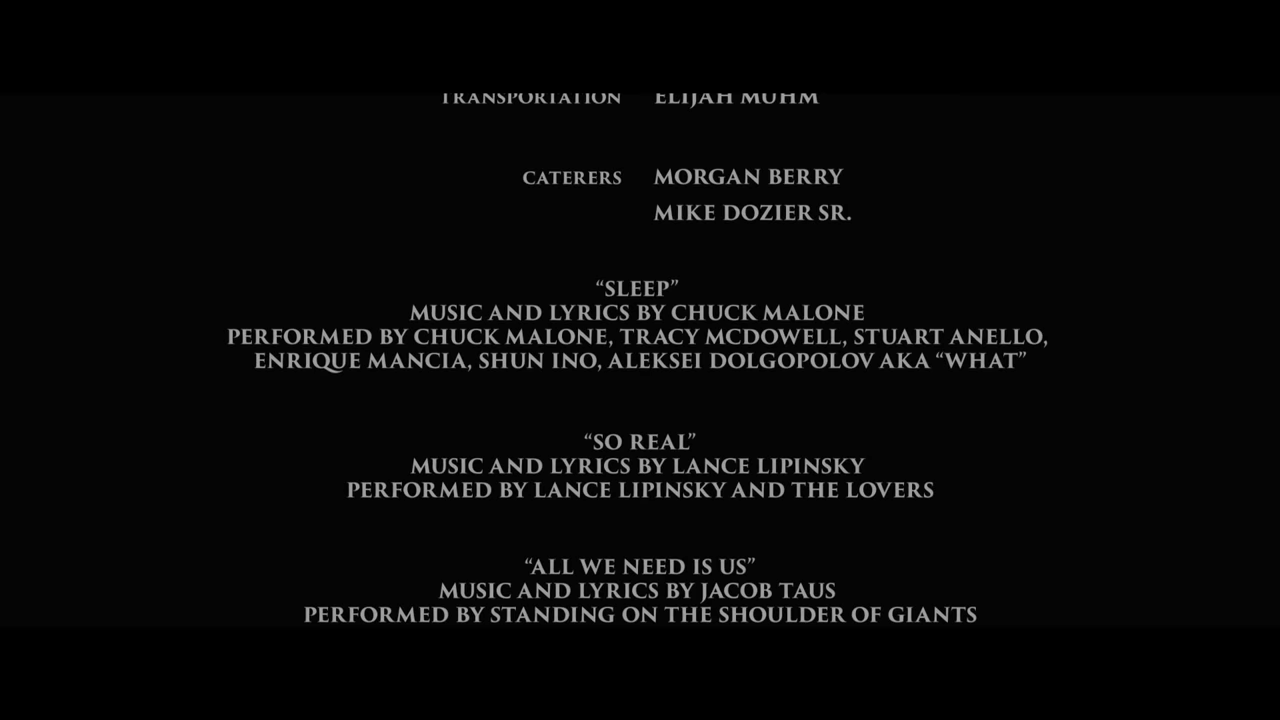 TRANSPORTATION ELIJAH MUHM
CATERERS MORGAN BERRY
MIKE DOZIER SR.
“SLEEP”
MUSIC AND LYRICS BY CHUCK MALONE
PERFORMED BY CHUCK MALONE, TRACY MCDOWELL, STUART ANELLO,
ENRIQUE MANCIA, SHUN INO, ALEKSEI DOLGOPOLOV AKA “WHAT”
“SO REAL”
MUSIC AND LYRICS BY LANCE LIPINSKY
PERFORMED BY LANCE LIPINSKY AND THE LOVERS
“ALL WE NEED IS US”
MUSIC AND LYRICS BY JACOB TAUS
PERFORMED BY STANDING ON THE SHOULDER OF GIANTS